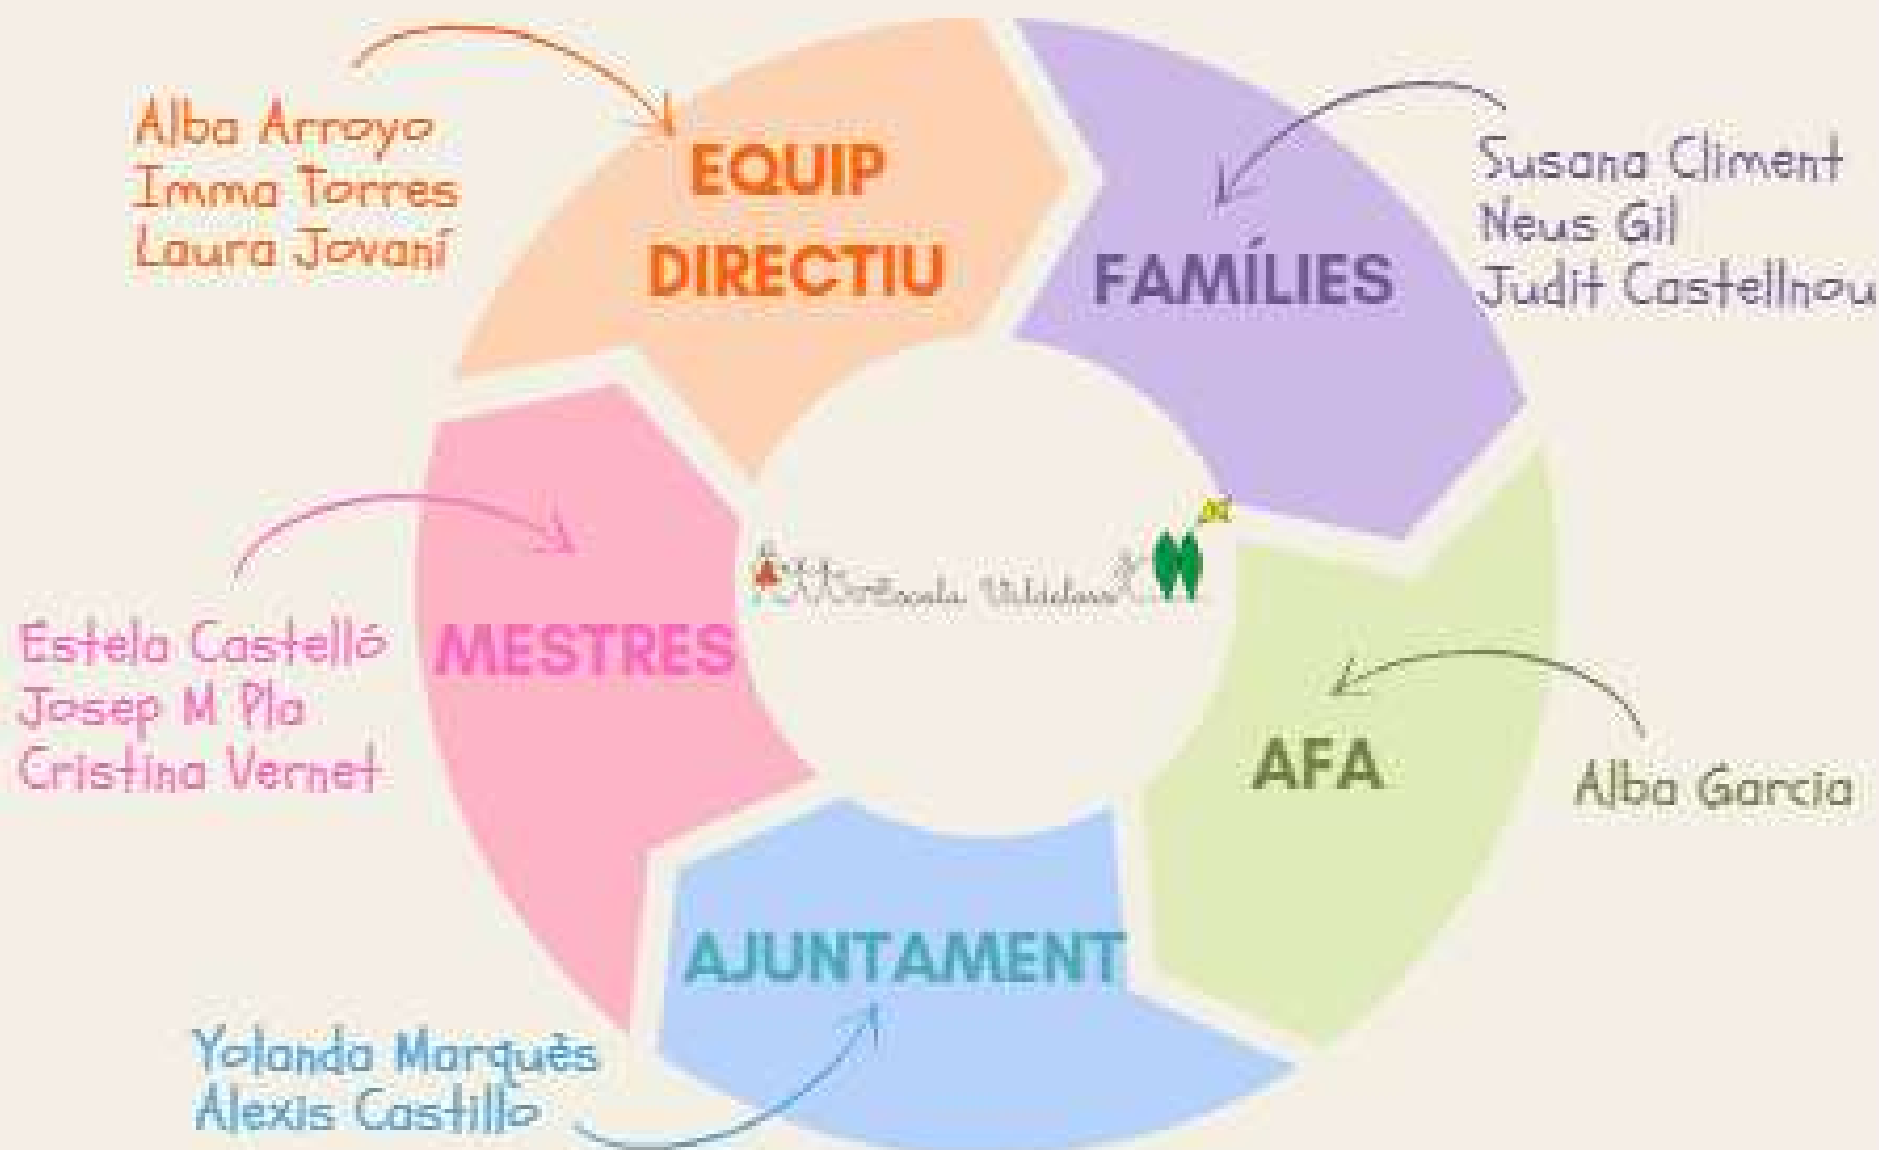 Alba Arroyo
Imma Torres
Laura Jovaní
EQUIP
DIRECTIU
FAMÍLIES
Susana Climent
Neus Gil
Judit Castellnou
MESTRES
Estela Castelló
Josep M Pla
Cristina Vernet
Escola
AFA
Alba Garcia
AJUNTAMENT
Yolanda Marquès
Alexis Castillo